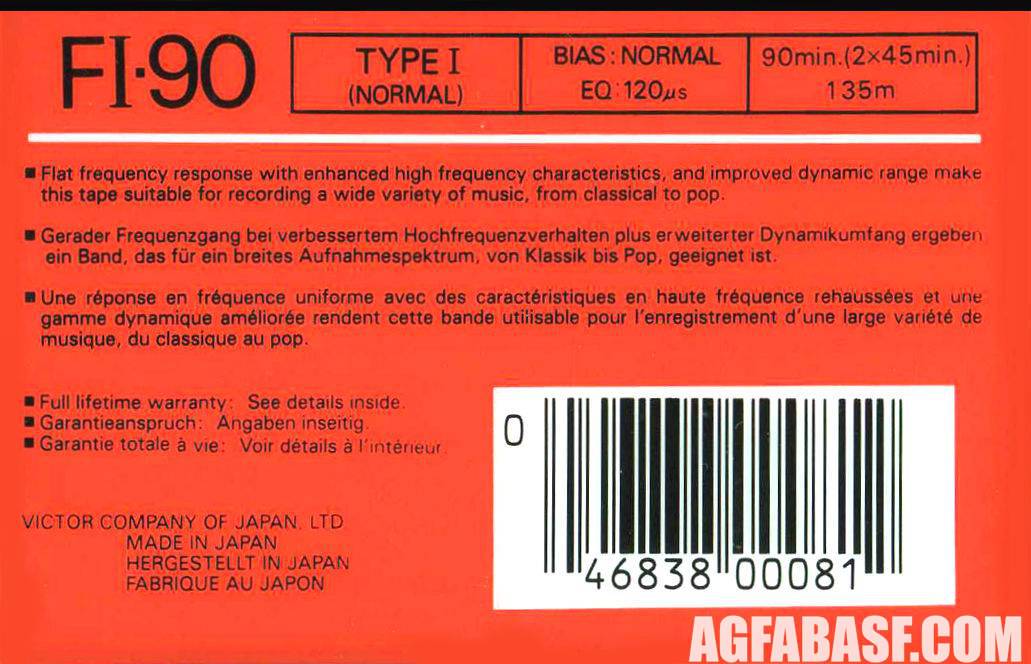 FI·90
TYPE I
(NORMAL)
BIAS : NORMAL
EQ : 120μs
90min.(2×45min.)
135m
■ Flat frequency response with enhanced high frequency characteristics, and improved dynamic range make
this tape suitable for recording a wide variety of music, from classical to pop.
■ Gerader Frequenzgang bei verbessertem Hochfrequenzverhalten plus erweiterter Dynamikumfang ergeben
ein Band, das für ein breites Aufnahmespektrum, von Klassik bis Pop, geeignet ist.
■ Une réponse en fréquence uniforme avec des caractéristiques en haute fréquence rehaussées et une
gamme dynamique améliorée rendent cette bande utilisable pour l'enregistrement d'une large variété de
musique, du classique au pop.
■ Full lifetime warranty: See details inside.
■ Garantieanspruch: Angaben inseitig.
■ Garantie totale à vie: Voir détails à l'intérieur.
VICTOR COMPANY OF JAPAN, LTD
MADE IN JAPAN
HERGESTELLT IN JAPAN
FABRIQUE AU JAPON
0
46838 00081
AGFABASF.COM